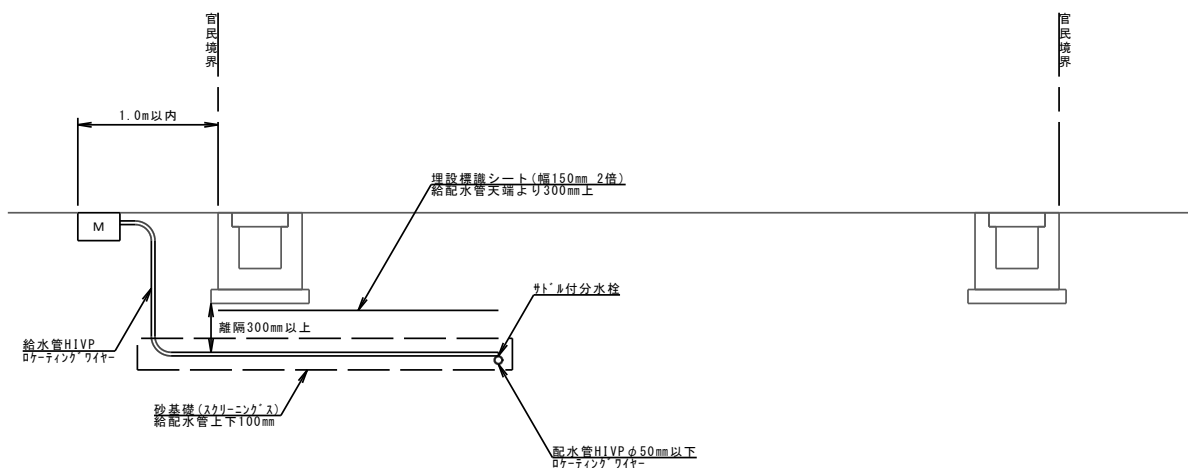 官民境界
官民境界
1.0m以内
埋設標識シート(幅150mm 2倍)
給配水管天端より300mm上
M
ｻﾄﾞﾙ付分水栓
離隔300mm以上
給水管HIVP
ﾛｹｰﾃｨﾝｸﾞﾜｲﾔｰ
砂基礎(ｽｸﾘｰﾆﾝｸﾞｽ)
給配水管上下100mm
配水管HIVPφ50mm以下
ﾛｹｰﾃｨﾝｸﾞﾜｲﾔｰ